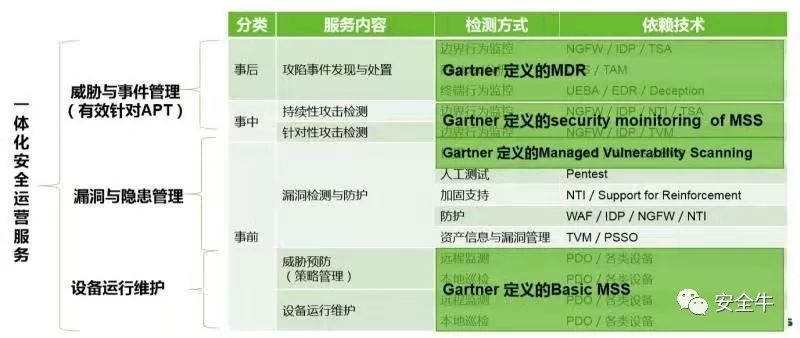 一体化安全运营服务
威胁与事件管理
(有效针对APT)
漏洞与隐患管理
设备运行维护
分类 服务内容 检测方式 依赖技术
事后 攻陷事件发现与处置
边界行为监控 NGFW / IDP / TSA
Gartner 定义的MDR
/ TAM
终端行为监控 UEBA / EDR / Deception
事中 持续性攻击检测 边界行为监控 NGFW / IDP / NTI / TSA
Gartner 定义的security moinitoring of MSS
针对性攻击检测 边界行为监控 NGFW / IDP / TVM
Gartner 定义的Managed Vulnerability Scanning
事前 漏洞检测与防护
人工测试 Pentest
加固支持 NTI / Support for Reinforcement
防护 WAF / IDP / NGFW / NTI
资产信息与漏洞管理 TVM / PSSO
威胁预防
(策略管理)
远程监测 PDO / 各类设备
本地巡检 PDO / 各类设备
Gartner 定义的Basic MSS
设备运行维护
远程监测 PDO / 各类设备
本地巡检 PDO / 各类设备
安全牛